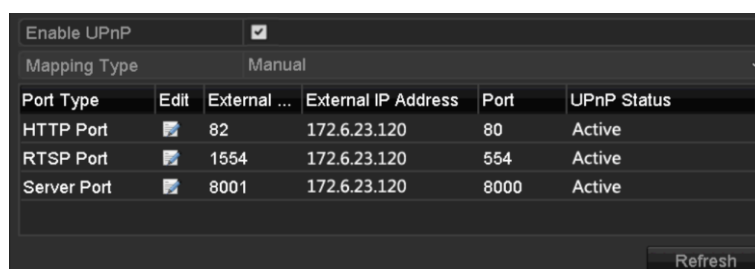 Enable UPnP
Mapping Type Manual
Port Type Edit External ... External IP Address Port UPnP Status
HTTP Port 82 172.6.23.120 80 Active
RTSP Port 1554 172.6.23.120 554 Active
Server Port 8001 172.6.23.120 8000 Active
Refresh